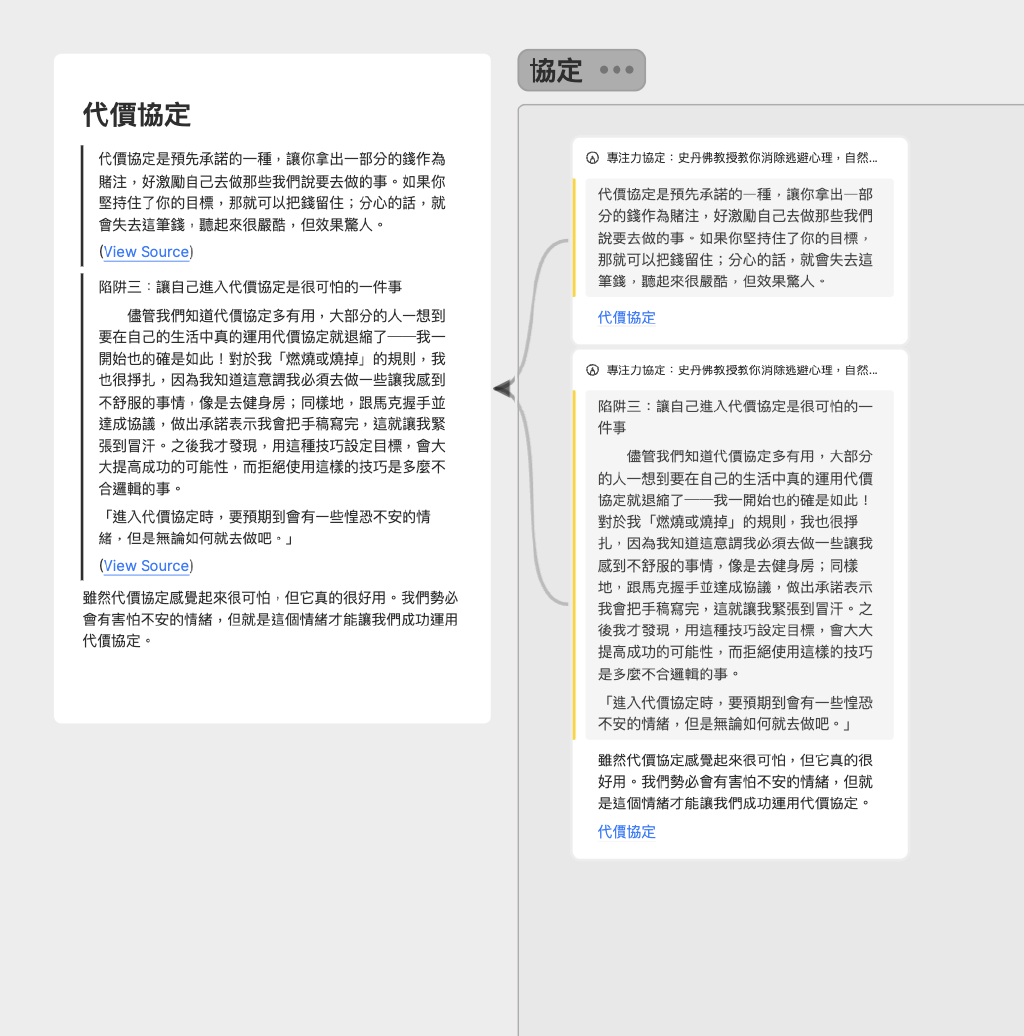 代價協定
代價協定是預先承諾的一種，讓你拿出一部分的錢作為
賭注，好激勵自己去做那些我們說要去做的事。如果你
堅持住了你的目標，那就可以把錢留住；分心的話，就
會失去這筆錢，聽起來很嚴酷，但效果驚人。
(View Source)
陷阱三：讓自己進入代價協定是很可怕的一件事
儘管我們知道代價協定多有用，大部分的人一想到
要在自己的生活中真的運用代價協定就退縮了──我一
開始也的確是如此！對於我「燃燒或燒掉」的規則，我
也很掙扎，因為我知道這意謂我必須去做一些讓我感到
不舒服的事情，像是去健身房；同樣地，跟馬克握手並
達成協議，做出承諾表示我會把手稿寫完，這就讓我緊
張到冒汗。之後我才發現，用這種技巧設定目標，會大
大提高成功的可能性，而拒絕使用這樣的技巧是多麼不
合邏輯的事。
「進入代價協定時，要預期到會有一些惶恐不安的情
緒，但是無論如何就去做吧。」
(View Source)
雖然代價協定感覺起來很可怕，但它真的很好用。我們勢必
會有害怕不安的情緒，但就是這個情緒才能讓我們成功運用
代價協定。
協定 •••
專注力協定：史丹佛教授教你消除逃避心理，自然...
代價協定是預先承諾的一種，讓你拿出一部
分的錢作為賭注，好激勵自己去做那些我們
說要去做的事。如果你堅持住了你的目標，
那就可以把錢留住；分心的話，就會失去這
筆錢，聽起來很嚴酷，但效果驚人。
代價協定
專注力協定：史丹佛教授教你消除逃避心理，自然...
陷阱三：讓自己進入代價協定是很可怕的一
件事
儘管我們知道代價協定多有用，大部分
的人一想到要在自己的生活中真的運用代價
協定就退縮了──我一開始也的確是如此！
對於我「燃燒或燒掉」的規則，我也很掙
扎，因為我知道這意謂我必須去做一些讓我
感到不舒服的事情，像是去健身房；同樣
地，跟馬克握手並達成協議，做出承諾表示
我會把手稿寫完，這就讓我緊張到冒汗。之
後我才發現，用這種技巧設定目標，會大大
提高成功的可能性，而拒絕使用這樣的技巧
是多麼不合邏輯的事。
「進入代價協定時，要預期到會有一些惶恐
不安的情緒，但是無論如何就去做吧。」
雖然代價協定感覺起來很可怕，但它真的很
好用。我們勢必會有害怕不安的情緒，但就
是這個情緒才能讓我們成功運用代價協定。
代價協定